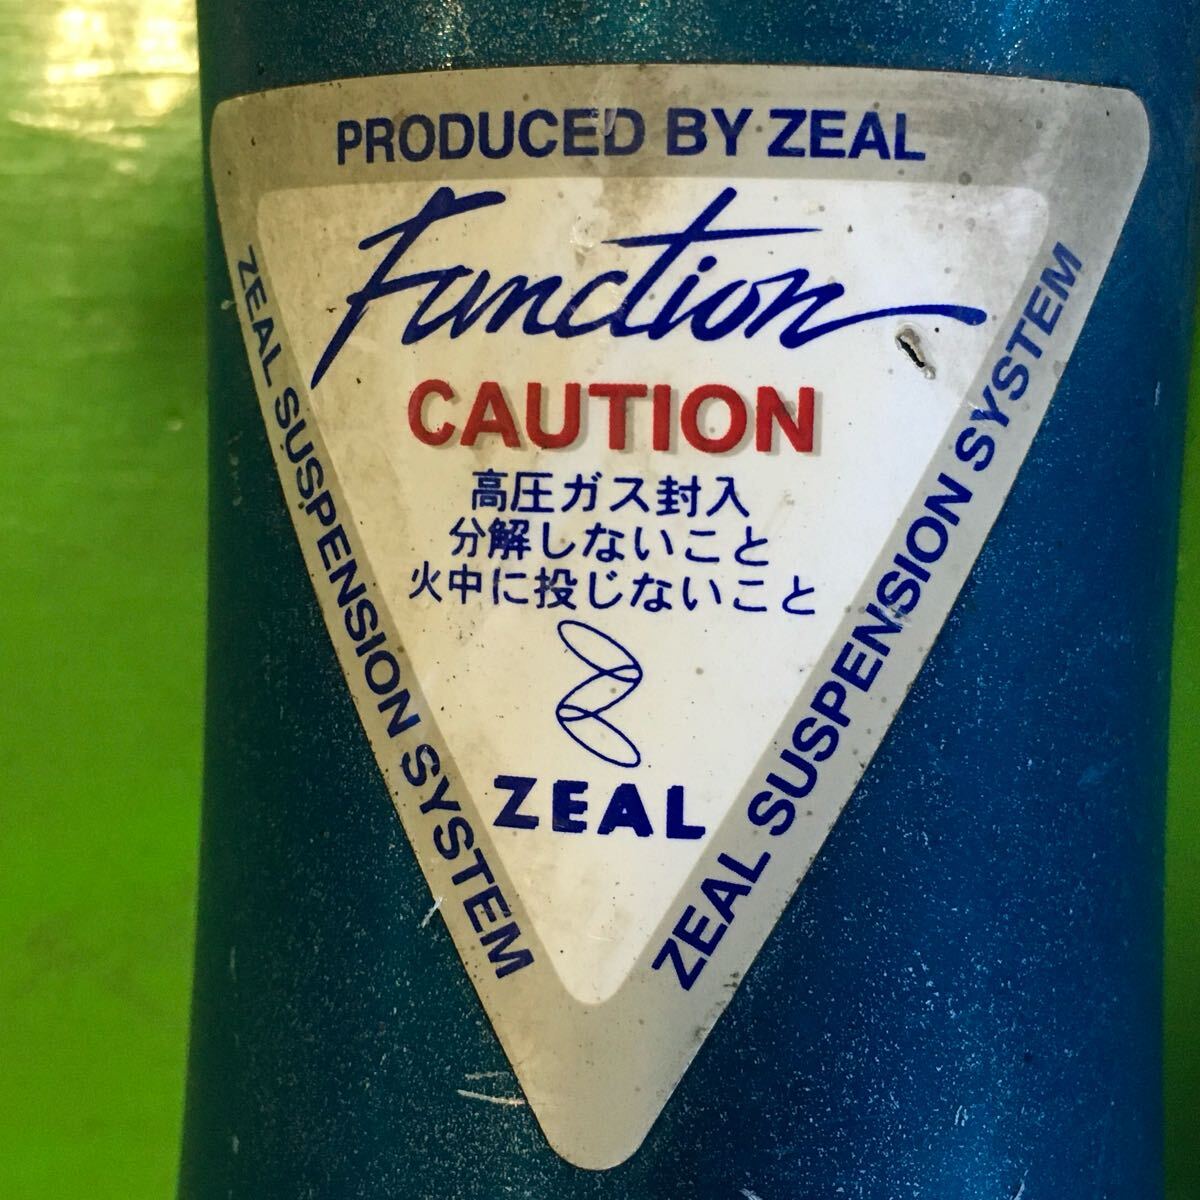 PRODUCED BY ZEAL
Function
CAUTION
高圧ガス封入
分解しないこと
火中に投じないこと
ZEAL
ZEAL SUSPENSION SYSTEM
ZEAL SUSPENSION SYSTEM